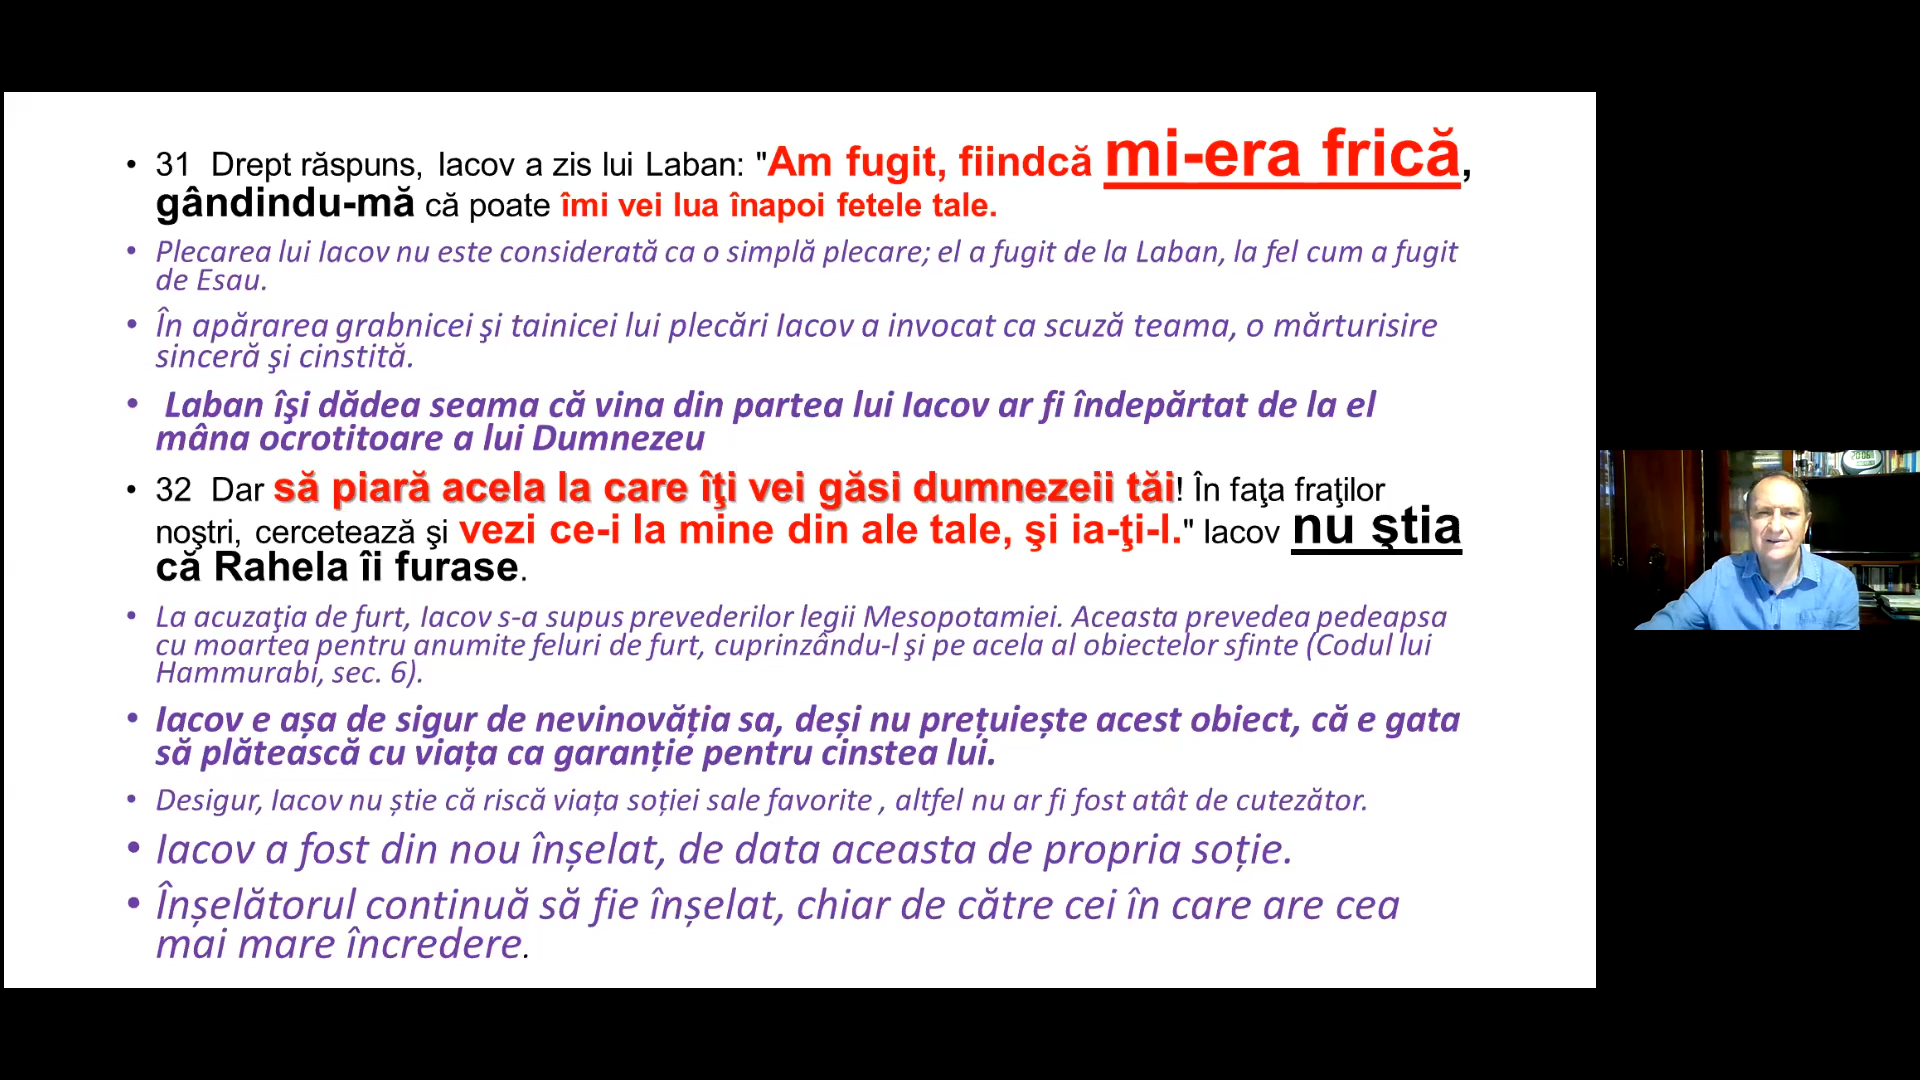 • 31 Drept răspuns, Iacov a zis lui Laban: "Am fugit, fiindcă mi-era frică,
gândindu-mă că poate îmi vei lua înapoi fetele tale.
• Plecarea lui Iacov nu este considerată ca o simplă plecare; el a fugit de la Laban, la fel cum a fugit
de Esau.
• În apărarea grabnicei şi tainicei lui plecări Iacov a invocat ca scuză teama, o mărturisire
sinceră şi cinstită.
• Laban îşi dădea seama că vina din partea lui Iacov ar fi îndepărtat de la el
mâna ocrotitoare a lui Dumnezeu
• 32 Dar să piară acela la care îţi vei găsi dumnezeii tăi! În faţa fraţilor
noştri, cercetează şi vezi ce-i la mine din ale tale, şi ia-ţi-l." Iacov nu ştia
că Rahela îi furase.
• La acuzaţia de furt, Iacov s-a supus prevederilor legii Mesopotamiei. Aceasta prevedea pedeapsa
cu moartea pentru anumite feluri de furt, cuprinzându-l şi pe acela al obiectelor sfinte (Codul lui
Hammurabi, sec. 6).
• Iacov e așa de sigur de nevinovăția sa, deși nu prețuiește acest obiect, că e gata
să plătească cu viața ca garanție pentru cinstea lui.
• Desigur, Iacov nu știe că riscă viața soției sale favorite , altfel nu ar fi fost atât de cutezător.
• Iacov a fost din nou înșelat, de data aceasta de propria soție.
• Înșelătorul continuă să fie înșelat, chiar de către cei în care are cea
mai mare încredere.